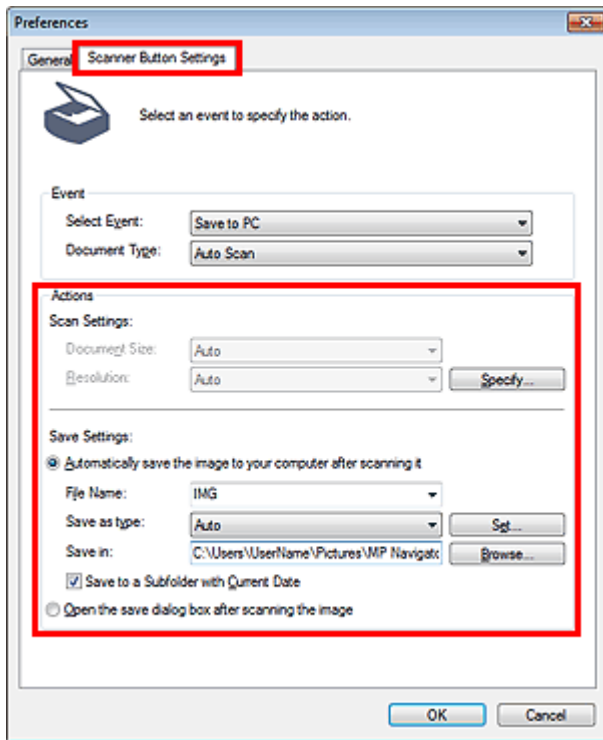 Preferences
General Scanner Button Settings
Select an event to specify the action.
Event
Select Event: Save to PC
Document Type: Auto Scan
Actions
Scan Settings:
Document Size: Auto
Resolution: Auto Specify...
Save Settings:
Automatically save the image to your computer after scanning it
File Name: IMG
Save as type: Auto Set...
Save in: C:\Users\UserName\Pictures\MP Navigato Browse...
Save to a Subfolder with Current Date
Open the save dialog box after scanning the image
OK Cancel